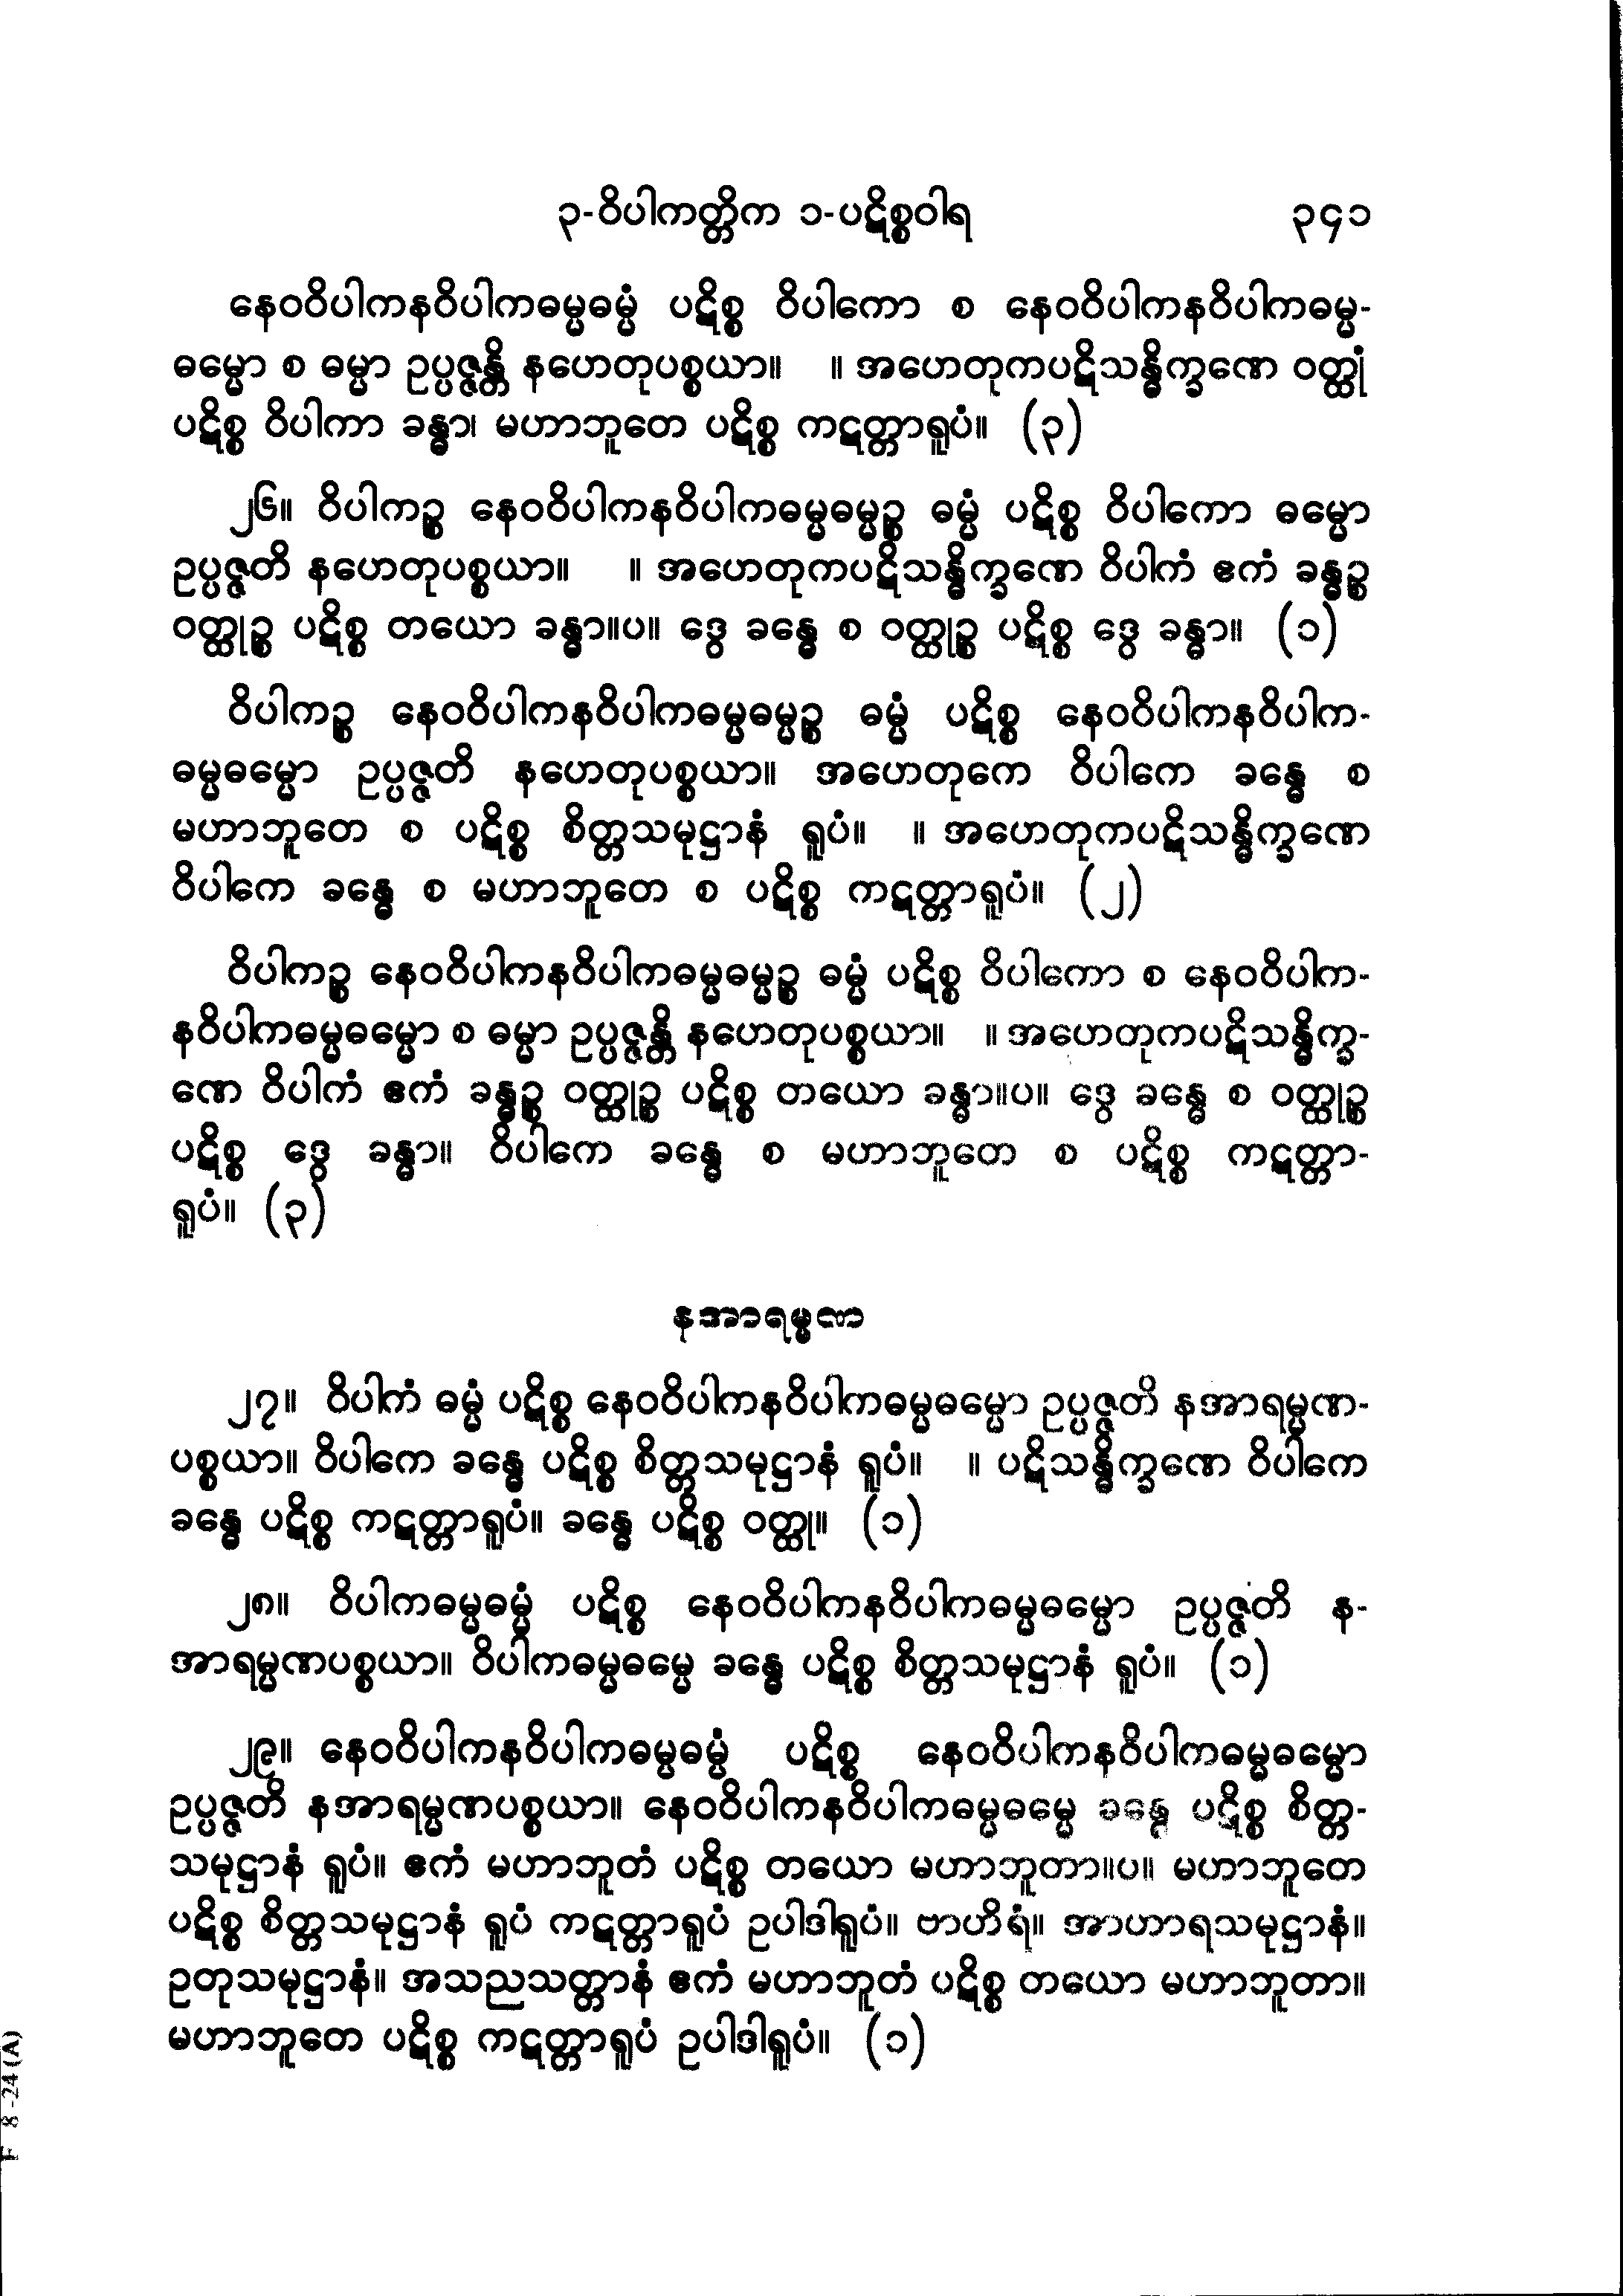 ၃-ဝိပါကတ္တိက ၁-ပဋိစ္စဝါရ ၃၄၁
နေဝဝိပါကနဝိပါကဓမ္မဓမ္မံ ပဋိစ္စ ဝိပါကော စ နေဝဝိပါကနဝိပါကဓမ္မ-
ဓမ္မော စ ဓမ္မာ ဥပ္ပဇ္ဇန္တိ နဟေတုပစ္စယာ။ ။ အဟေတုကပဋိသန္ဓိက္ခဏေ ဝတ္ထုံ
ပဋိစ္စ ဝိပါကာ ခန္ဓာ၊ မဟာဘူတေ ပဋိစ္စ ကဋတ္တာရူပံ။ (၃)
၂၆။ ဝိပါကဉ္စ နေဝဝိပါကနဝိပါကဓမ္မဓမ္မဉ္စ ဓမ္မံ ပဋိစ္စ ဝိပါကော ဓမ္မော
ဥပ္ပဇ္ဇတိ နဟေတုပစ္စယာ။ ။ အဟေတုကပဋိသန္ဓိက္ခဏေ ဝိပါကံ ဧကံ ခန္ဓဉ္စ
ဝတ္ထုဉ္စ ပဋိစ္စ တယော ခန္ဓာ။ပ။ ဒွေ ခန္ဓေ စ ဝတ္ထုဉ္စ ပဋိစ္စ ဒွေ ခန္ဓာ။ (၁)
ဝိပါကဉ္စ နေဝဝိပါကနဝိပါကဓမ္မဓမ္မဉ္စ ဓမ္မံ ပဋိစ္စ နေဝဝိပါကနဝိပါက-
ဓမ္မဓမ္မော ဥပ္ပဇ္ဇတိ နဟေတုပစ္စယာ။ အဟေတုကေ ဝိပါကေ ခန္ဓေ စ
မဟာဘူတေ စ ပဋိစ္စ စိတ္တသမုဋ္ဌာနံ ရူပံ။ ။ အဟေတုကပဋိသန္ဓိက္ခဏေ
ဝိပါကေ ခန္ဓေ စ မဟာဘူတေ စ ပဋိစ္စ ကဋတ္တာရူပံ။ (၂)
ဝိပါကဉ္စ နေဝဝိပါကနဝိပါကဓမ္မဓမ္မဉ္စ ဓမ္မံ ပဋိစ္စ ဝိပါကော စ နေဝဝိပါက-
နဝိပါကဓမ္မဓမ္မော စ ဓမ္မာ ဥပ္ပဇ္ဇန္တိ နဟေတုပစ္စယာ။ ။ အဟေတုကပဋိသန္ဓိက္ခ-
ဏေ ဝိပါကံ ဧကံ ခန္ဓဉ္စ ဝတ္ထုဉ္စ ပဋိစ္စ တယော ခန္ဓာ။ပ။ ဒွေ ခန္ဓေ စ ဝတ္ထုဉ္စ
ပဋိစ္စ ဒွေ ခန္ဓာ။ ဝိပါကေ ခန္ဓေ စ မဟာဘူတေ စ ပဋိစ္စ ကဋတ္တာ-
ရူပံ။ (၃)
နအာရမ္မဏာ
၂၇။ ဝိပါကံ ဓမ္မံ ပဋိစ္စ နေဝဝိပါကနဝိပါကဓမ္မဓမ္မော ဥပ္ပဇ္ဇတိ နအာရမ္မဏ-
ပစ္စယာ။ ဝိပါကေ ခန္ဓေ ပဋိစ္စ စိတ္တသမုဋ္ဌာနံ ရူပံ။ ။ ပဋိသန္ဓိက္ခဏေ ဝိပါကေ
ခန္ဓေ ပဋိစ္စ ကဋတ္တာရူပံ။ ခန္ဓေ ပဋိစ္စ ဝတ္ထု။ (၁)
၂၈။ ဝိပါကဓမ္မဓမ္မံ ပဋိစ္စ နေဝဝိပါကနဝိပါကဓမ္မဓမ္မော ဥပ္ပဇ္ဇတိ န-
အာရမ္မဏပစ္စယာ။ ဝိပါကဓမ္မဓမ္မေ ခန္ဓေ ပဋိစ္စ စိတ္တသမုဋ္ဌာနံ ရူပံ။ (၁)
၂၉။ နေဝဝိပါကနဝိပါကဓမ္မဓမ္မံ ပဋိစ္စ နေဝဝိပါကနဝိပါကဓမ္မဓမ္မော
ဥပ္ပဇ္ဇတိ နအာရမ္မဏပစ္စယာ။ နေဝဝိပါကနဝိပါကဓမ္မဓမ္မေ ခန္ဓေ ပဋိစ္စ စိတ္တ-
သမုဋ္ဌာနံ ရူပံ။ ဧကံ မဟာဘူတံ ပဋိစ္စ တယော မဟာဘူတာ။ပ။ မဟာဘူတေ
ပဋိစ္စ စိတ္တသမုဋ္ဌာနံ ရူပံ ကဋတ္တာရူပံ ဥပါဒါရူပံ။ ဗာဟိရံ။ အာဟာရသမုဋ္ဌာနံ။
ဥတုသမုဋ္ဌာနံ။ အသညသတ္တာနံ ဧကံ မဟာဘူတံ ပဋိစ္စ တယော မဟာဘူတာ။
မဟာဘူတေ ပဋိစ္စ ကဋတ္တာရူပံ ဥပါဒါရူပံ။ (၁)
F 8-24(A)